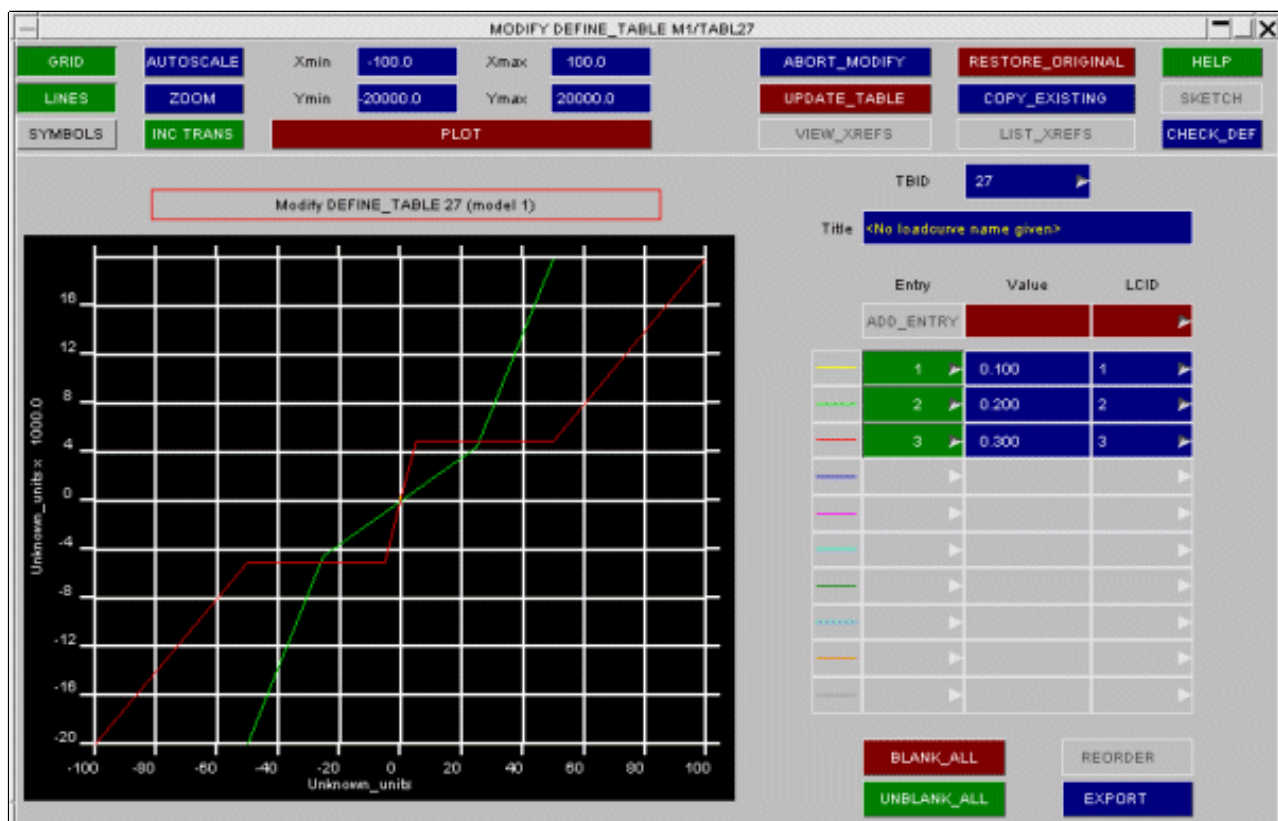 MODIFY DEFINE_TABLE M1/TABL27
GRID AUTOSCALE Xmin -100.0 Xmax 100.0 ABORT_MODIFY RESTORE_ORIGINAL HELP
LINES ZOOM Ymin -20000.0 Ymax 20000.0 UPDATE_TABLE COPY_EXISTING SKETCH
SYMBOLS INC TRANS PLOT VIEW_XREFS LIST_XREFS CHECK_DEF
TBID 27
Modify DEFINE_TABLE 27 (model 1)
Title <No loadcurve name given>
Entry Value LCID
ADD_ENTRY
1 0.100 1
2 0.200 2
3 0.300 3
Unknown_units x 1000.0
16
12
8
4
0
-4
-8
-12
-16
-20
-100 -80 -60 -40 -20 0 20 40 60 80 100
Unknown_units
BLANK_ALL REORDER
UNBLANK_ALL EXPORT